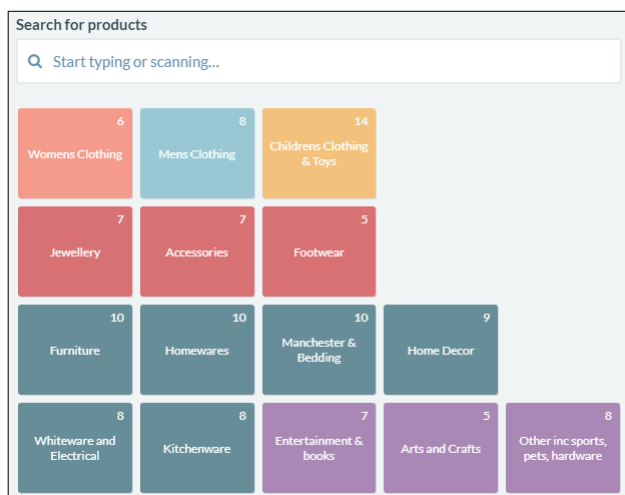 Search for products
Start typing or scanning...
6
Womens Clothing
8
Mens Clothing
14
Childrens Clothing
& Toys
7
Jewellery
7
Accessories
5
Footwear
10
Furniture
10
Homewares
10
Manchester &
Bedding
9
Home Decor
8
Whiteware and
Electrical
8
Kitchenware
7
Entertainment &
books
5
Arts and Crafts
8
Other inc sports,
pets, hardware